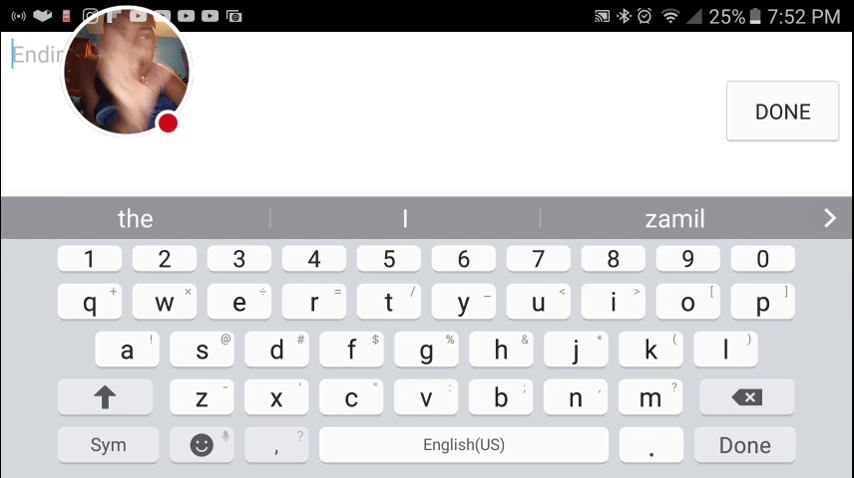 25% 7:52 PM
Endin
DONE
the I zamil
1 2 3 4 5 6 7 8 9 0
q + w × e ÷ r = t / y _ u < i > o [ p ]
a ! s @ d # f $ g % h & j * k ( l )
z - x ' c " v : b ; n , m ?
Sym , ? English(US) . Done